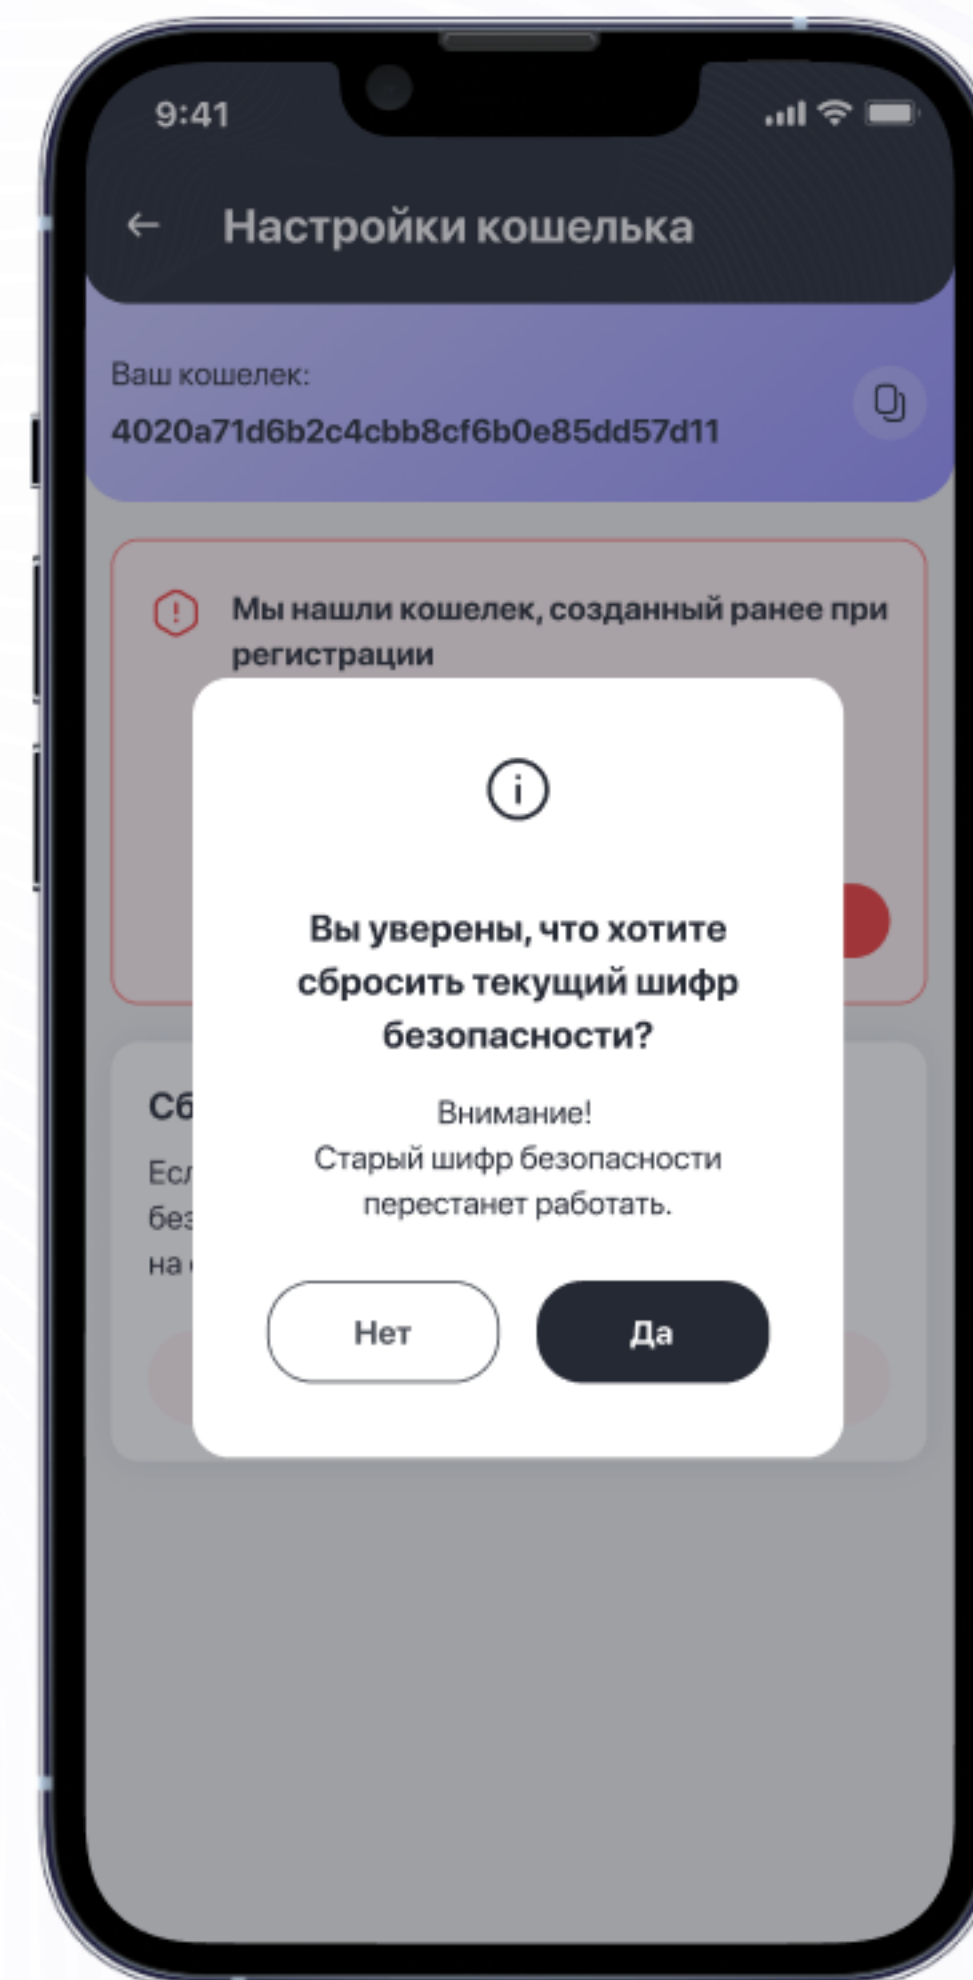 9:41
Настройки кошелька
Ваш кошелек:
4020a71d6b2c4cbb8cf6b0e85dd57d11
Мы нашли кошелек, созданный ранее при
регистрации
Вы уверены, что хотите
сбросить текущий шифр
безопасности?
Внимание!
Старый шифр безопасности
перестанет работать.
на
Нет
Да